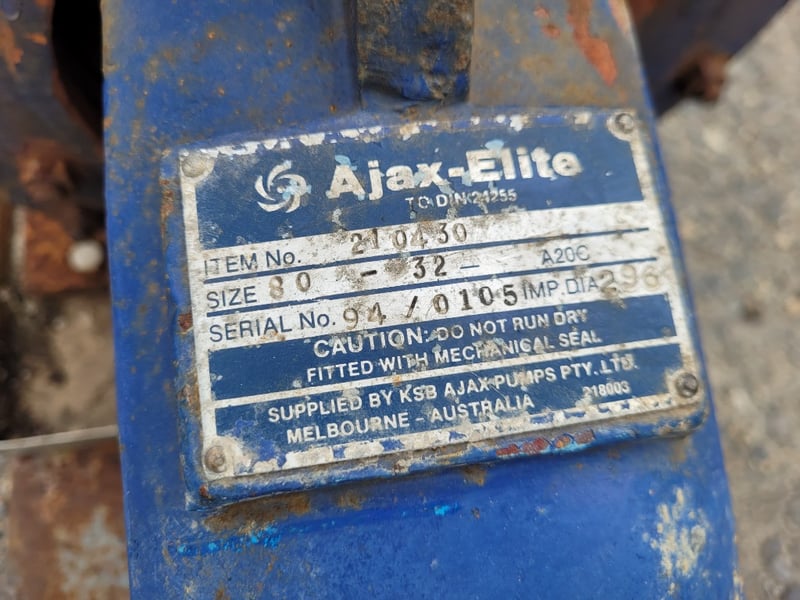 Ajax-Elite
TO DIN 24255
ITEM No. 210430
SIZE 80 - 32 - A20C
SERIAL No. 94/0105 IMP. DIA 296
CAUTION: DO NOT RUN DRY
FITTED WITH MECHANICAL SEAL
SUPPLIED BY KSB AJAX PUMPS PTY. LTD.
MELBOURNE - AUSTRALIA 218003